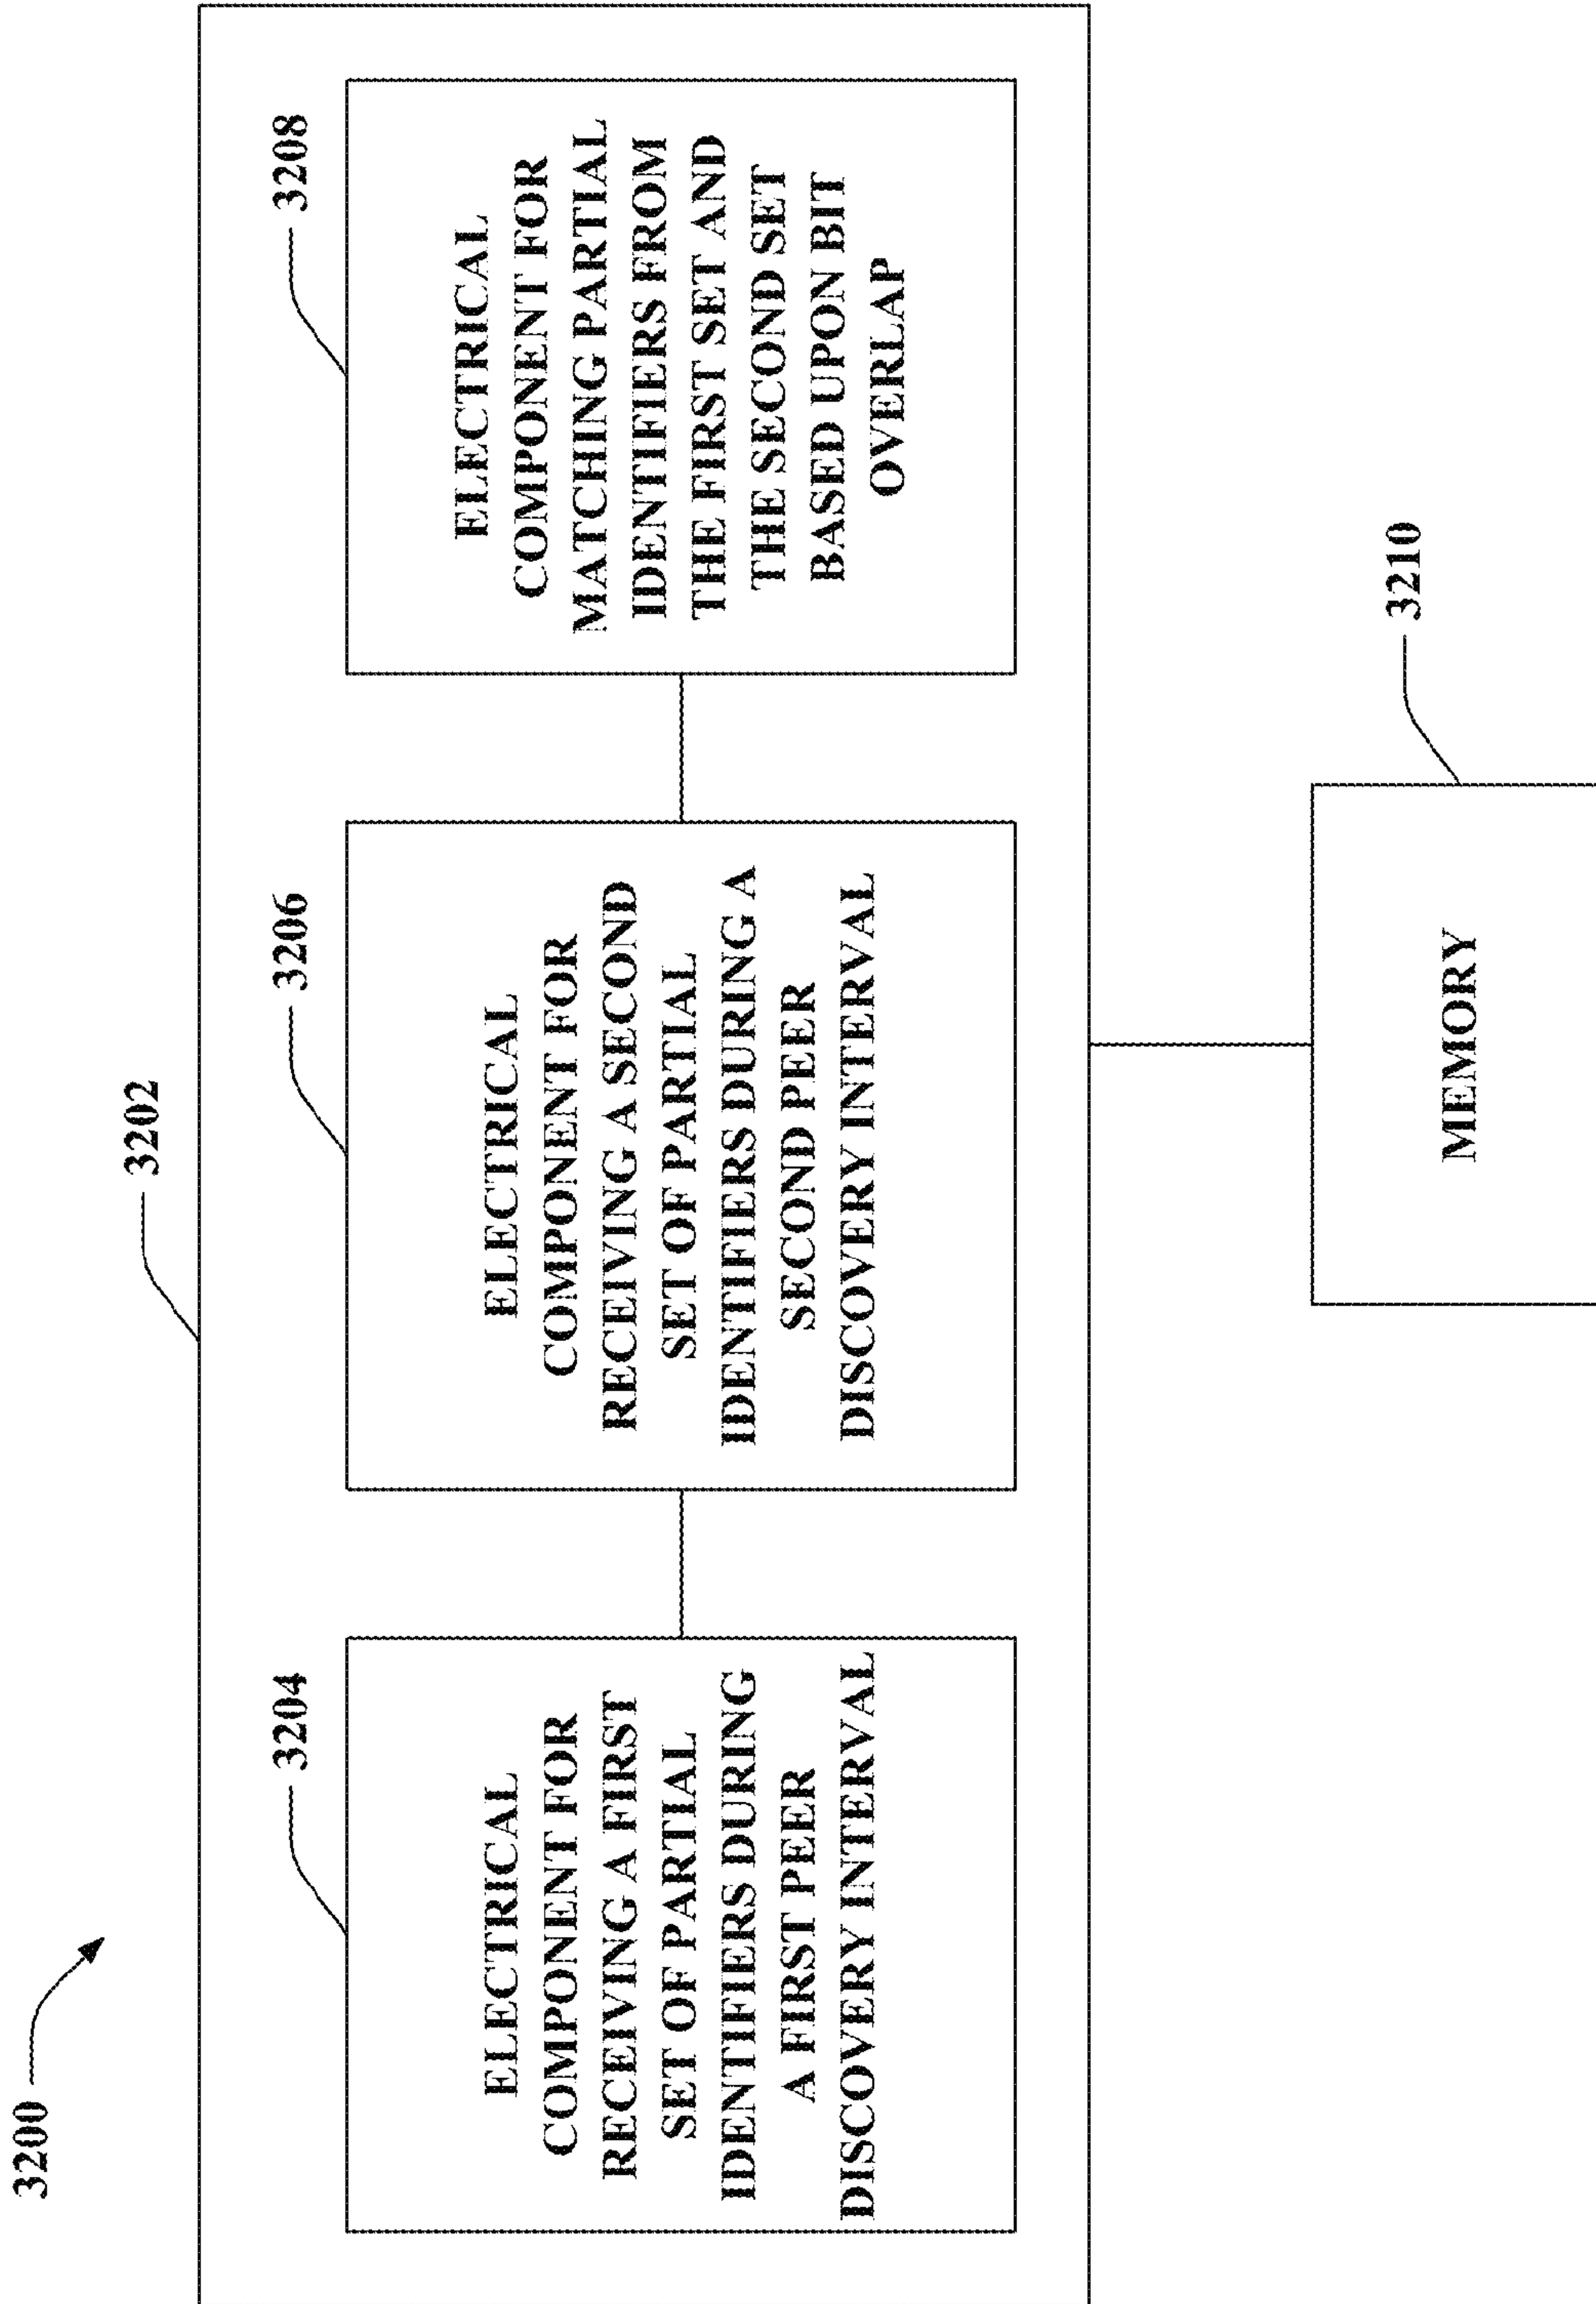 3200
3202
3204
ELECTRICAL
COMPONENT FOR
RECEIVING A FIRST
SET OF PARTIAL
IDENTIFIERS DURING
A FIRST PEER
DISCOVERY INTERVAL
3206
ELECTRICAL
COMPONENT FOR
RECEIVING A SECOND
SET OF PARTIAL
IDENTIFIERS DURING A
SECOND PEER
DISCOVERY INTERVAL
3208
ELECTRICAL
COMPONENT FOR
MATCHING PARTIAL
IDENTIFIERS FROM
THE FIRST SET AND
THE SECOND SET
BASED UPON BIT
OVERLAP
3210
MEMORY